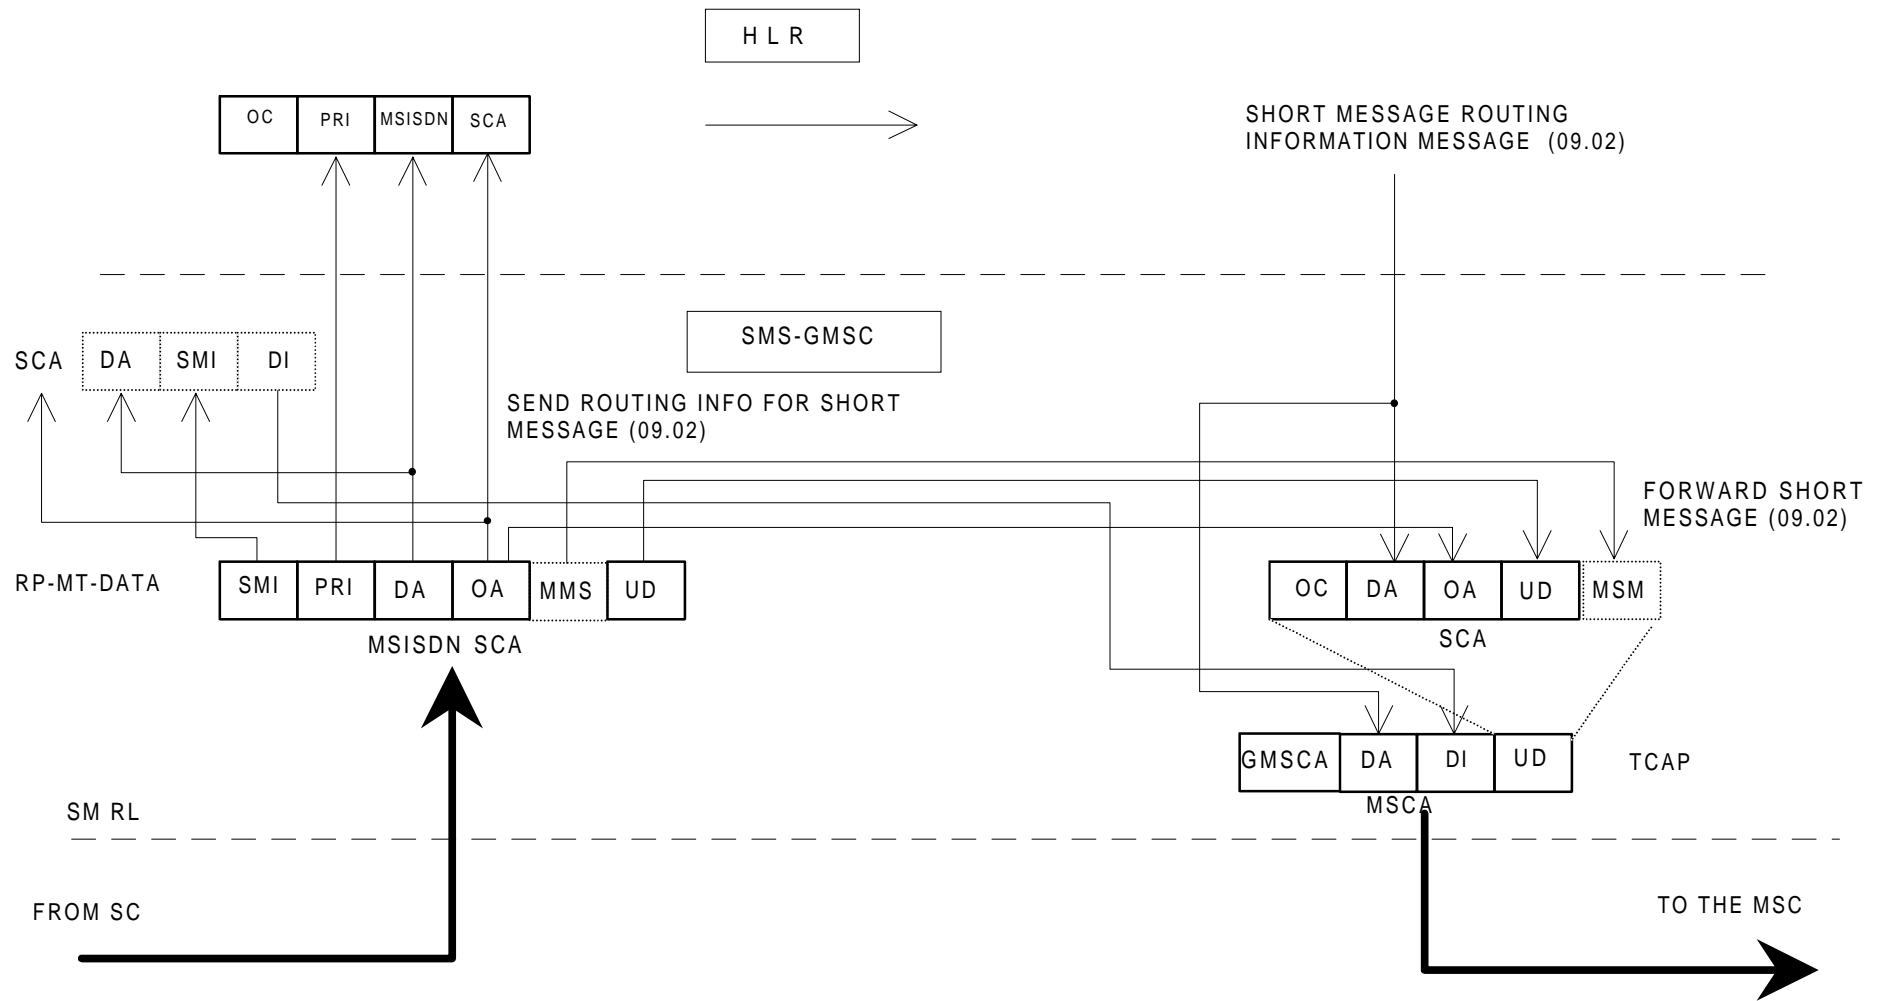 H L R
OC PRI MSISDN SCA
SHORT MESSAGE ROUTING
INFORMATION MESSAGE (09.02)
SMS-GMSC
SCA DA SMI DI
SEND ROUTING INFO FOR SHORT
MESSAGE (09.02)
FORWARD SHORT
MESSAGE (09.02)
RP-MT-DATA SMI PRI DA OA MMS UD
OC DA OA UD MSM
MSISDN SCA
SCA
GMSCA DA DI UD TCAP
MSCA
SM RL
FROM SC
TO THE MSC